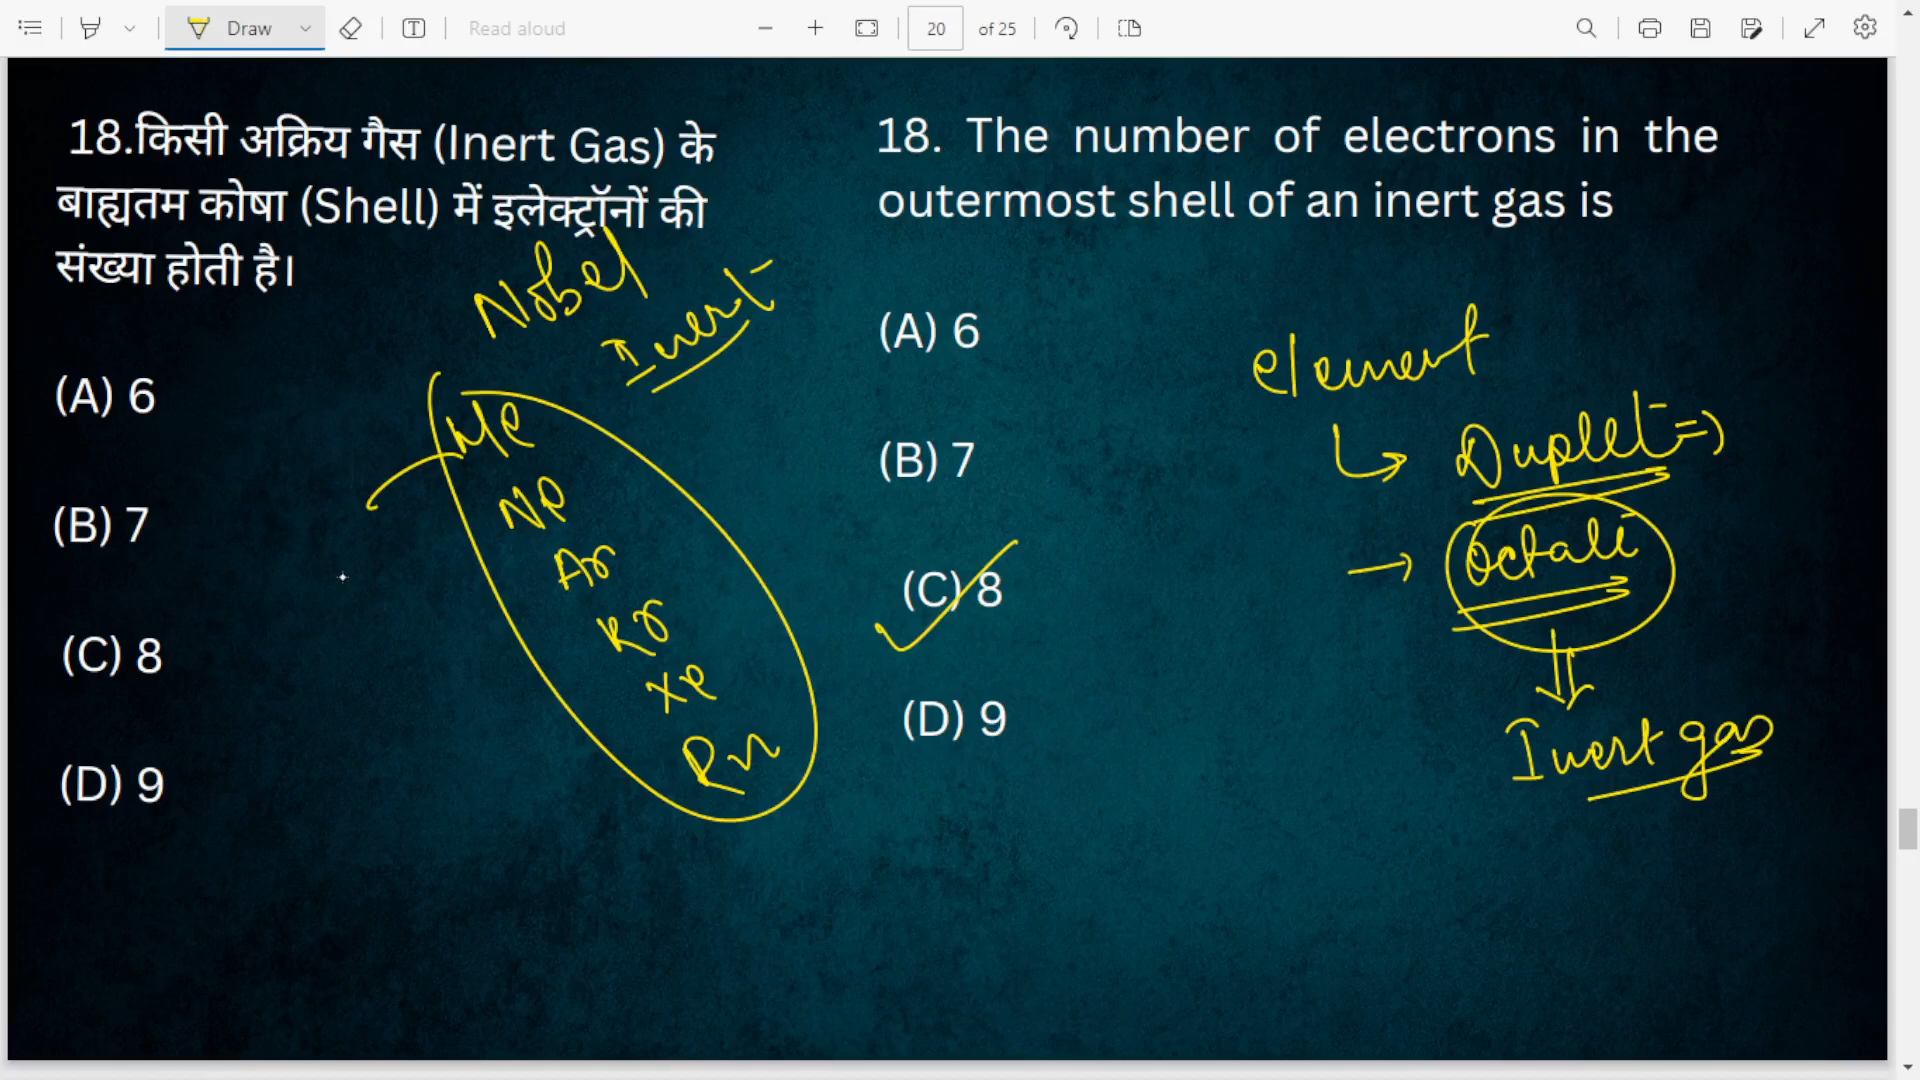 Draw
Read aloud
20 of 25
18.किसी अक्रिय गैस (Inert Gas) के
बाह्यतम कोषा (Shell) में इलेक्ट्रॉनों की
संख्या होती है।
(A) 6
(B) 7
(C) 8
(D) 9
Nobel
Inert
He
Ne
Ar
Kr
Xe
Rn
18. The number of electrons in the
outermost shell of an inert gas is
(A) 6
(B) 7
(C) 8
(D) 9
element
Duplet =>
Inert gas